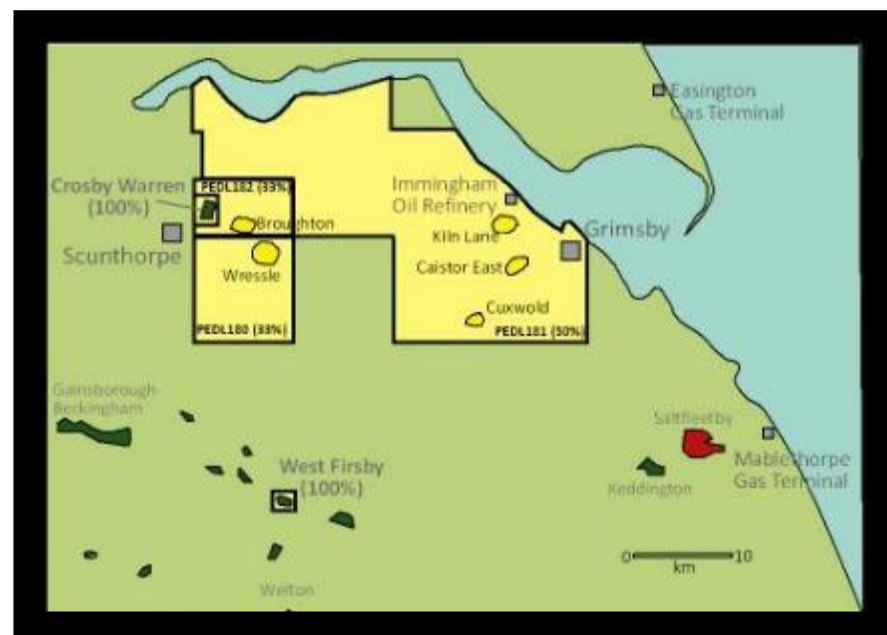 Easington
Gas Terminal
Crosby Warren
(100%)
PEDL182 (33%)
Immingham
Oil Refinery
Broughton
Kiln Lane
Grimsby
Scunthorpe
Wressle
Caistor East
Cuxwold
PEDL180 (33%)
PEDL181 (50%)
Gainsborough-
Beckingham
Saltfleetby
West Firsby
(100%)
Mablethorpe
Gas Terminal
Keddington
0 10
km
Welton